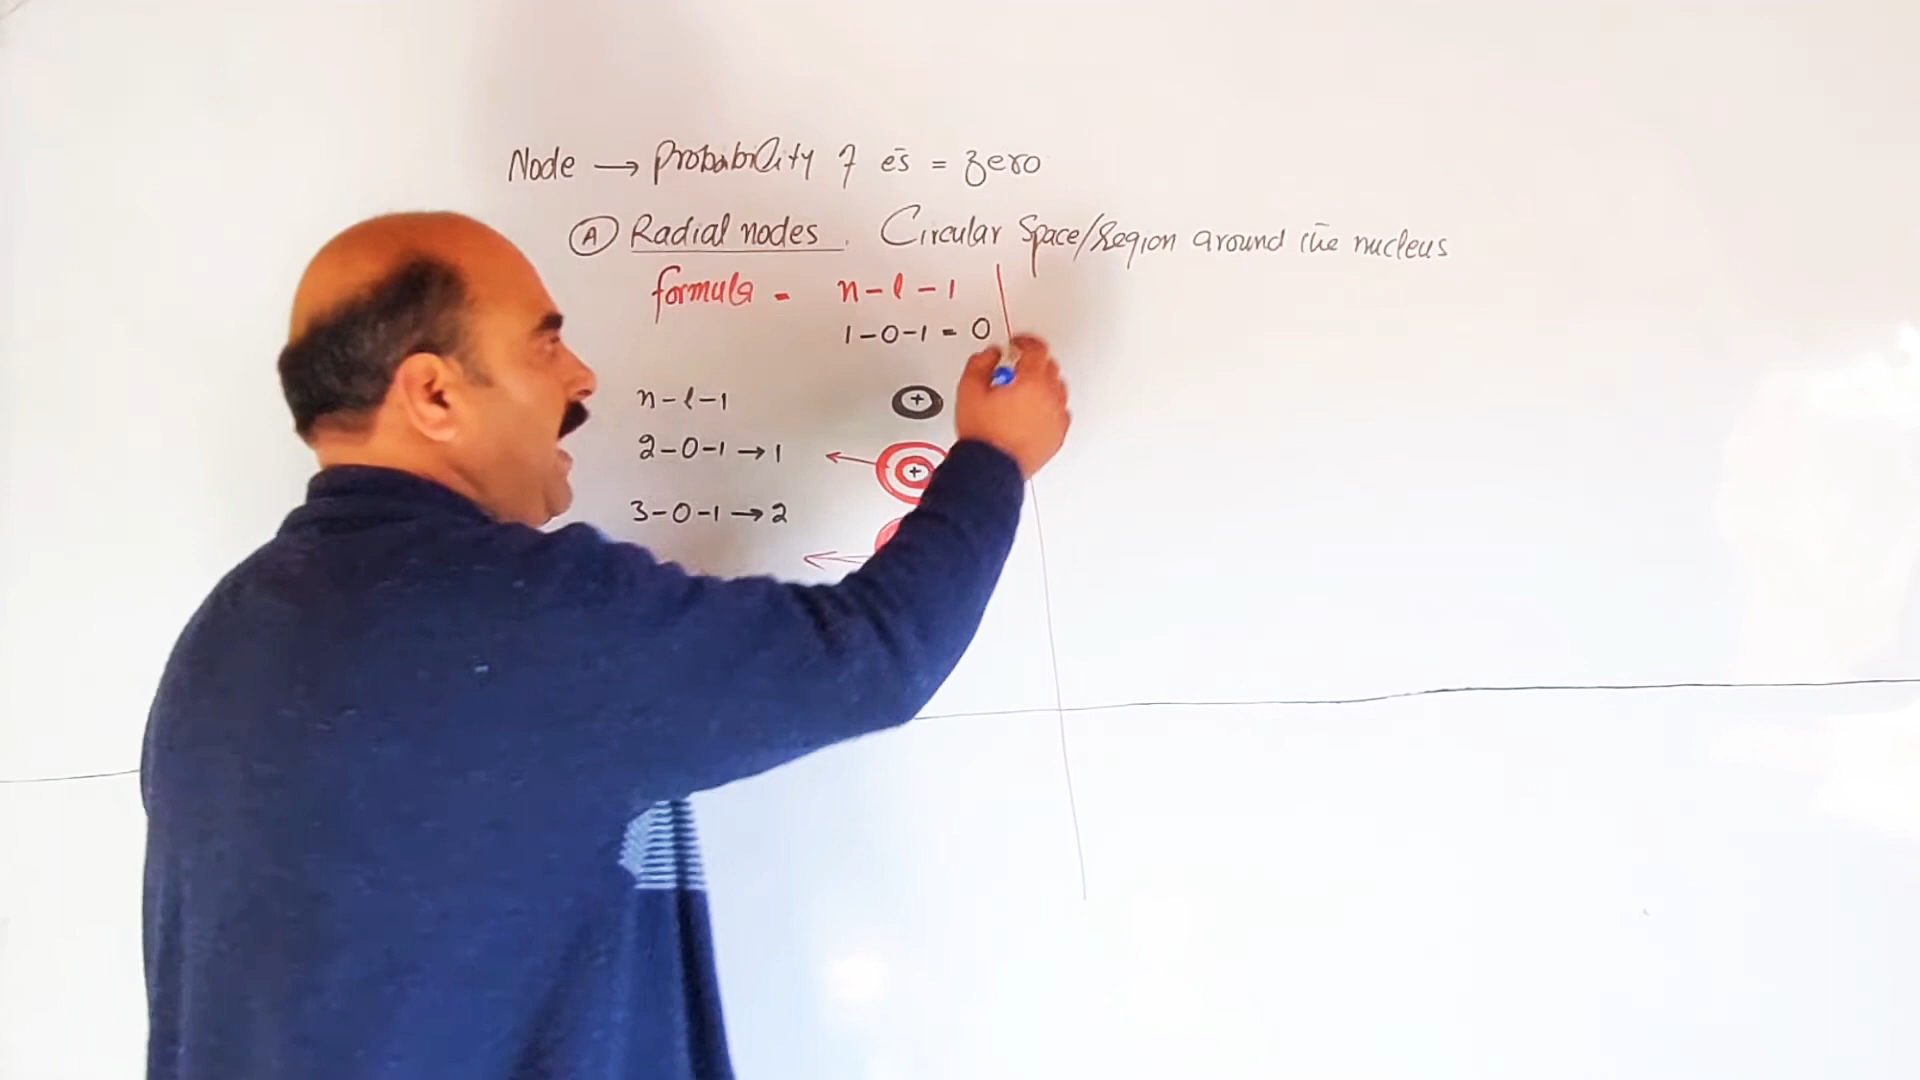 Node → Probability of es̄ = Zero
(A) Radial nodes. Circular Space/Region around the nucleus
formula = n-l-1
1-0-1 = 0
n-l-1 +
2-0-1 → 1 +
3-0-1 → 2